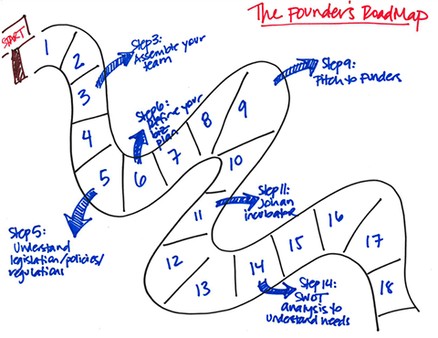 The Founder's RoadMap
START
1
2
3
Step 3:
Assemble your
team
4
5
Step 5:
Understand
legislation/policies/
regulations
6
Step 6:
Define your
biz
plan
7
8
9
Step 9:
Pitch to Funders
10
11
Step 11:
Join an
incubator
12
13
14
Step 14:
SWOT
analysis to
understand needs
15
16
17
18